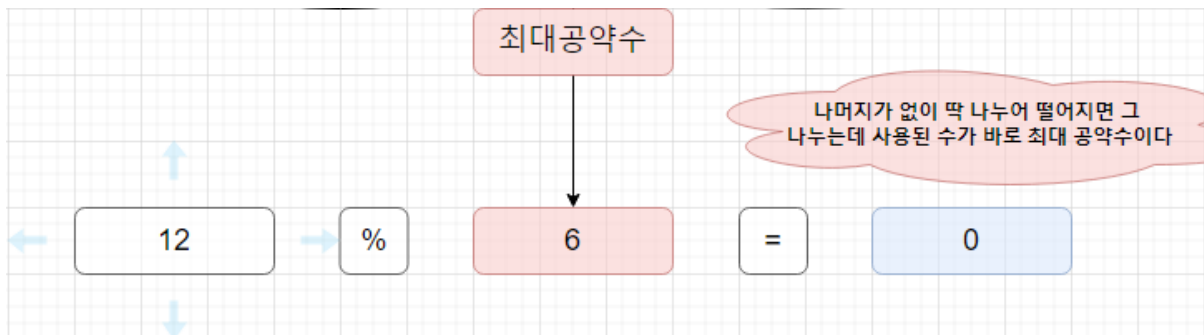 최대공약수
나머지가 없이 딱 나누어 떨어지면 그
나누는데 사용된 수가 바로 최대 공약수이다
12 % 6 = 0